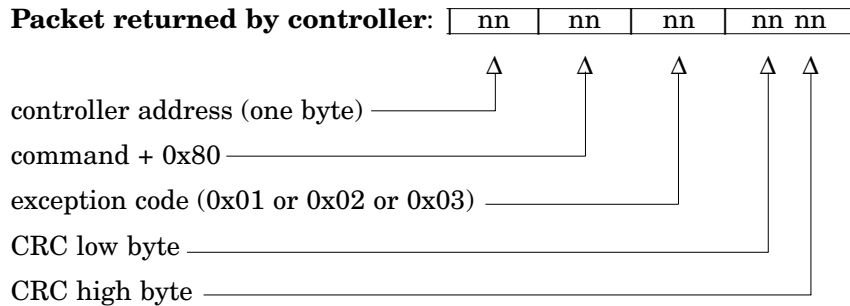 Packet returned by controller: nn nn nn nn nn
controller address (one byte)
command + 0x80
exception code (0x01 or 0x02 or 0x03)
CRC low byte
CRC high byte